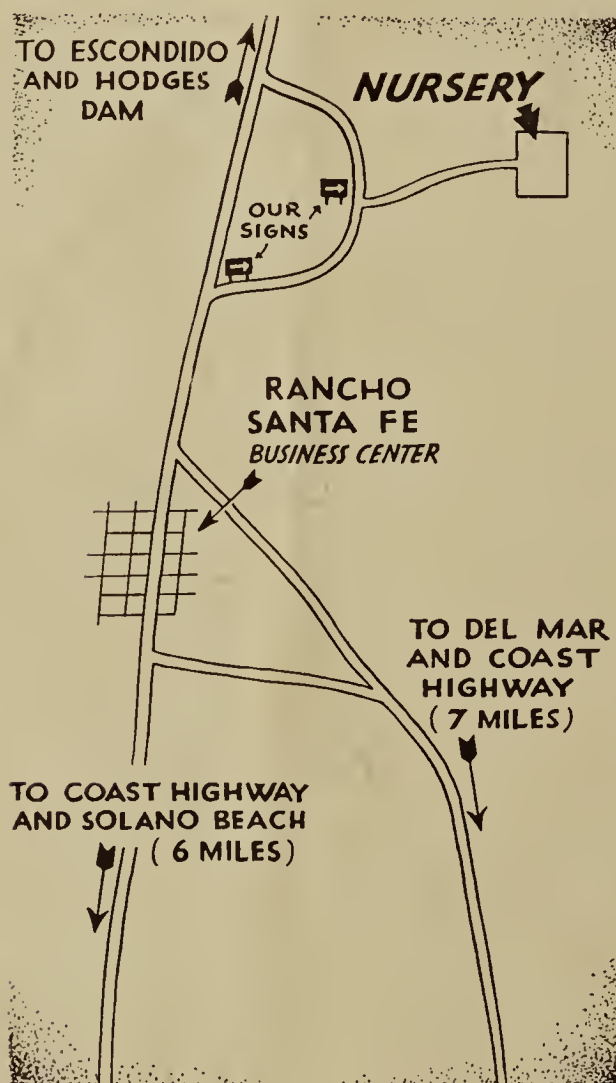 TO ESCONDIDO
AND HODGES
DAM
NURSERY
OUR
SIGNS
RANCHO
SANTA FE
BUSINESS CENTER
TO DEL MAR
AND COAST
HIGHWAY
(7 MILES)
TO COAST HIGHWAY
AND SOLANO BEACH
(6 MILES)